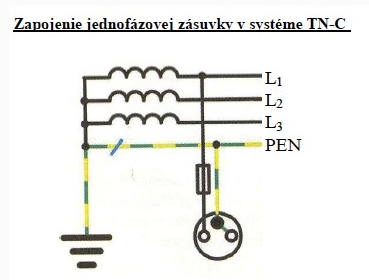 Zapojenie jednofázovej zásuvky v systéme TN-C
L1
L2
L3
PEN